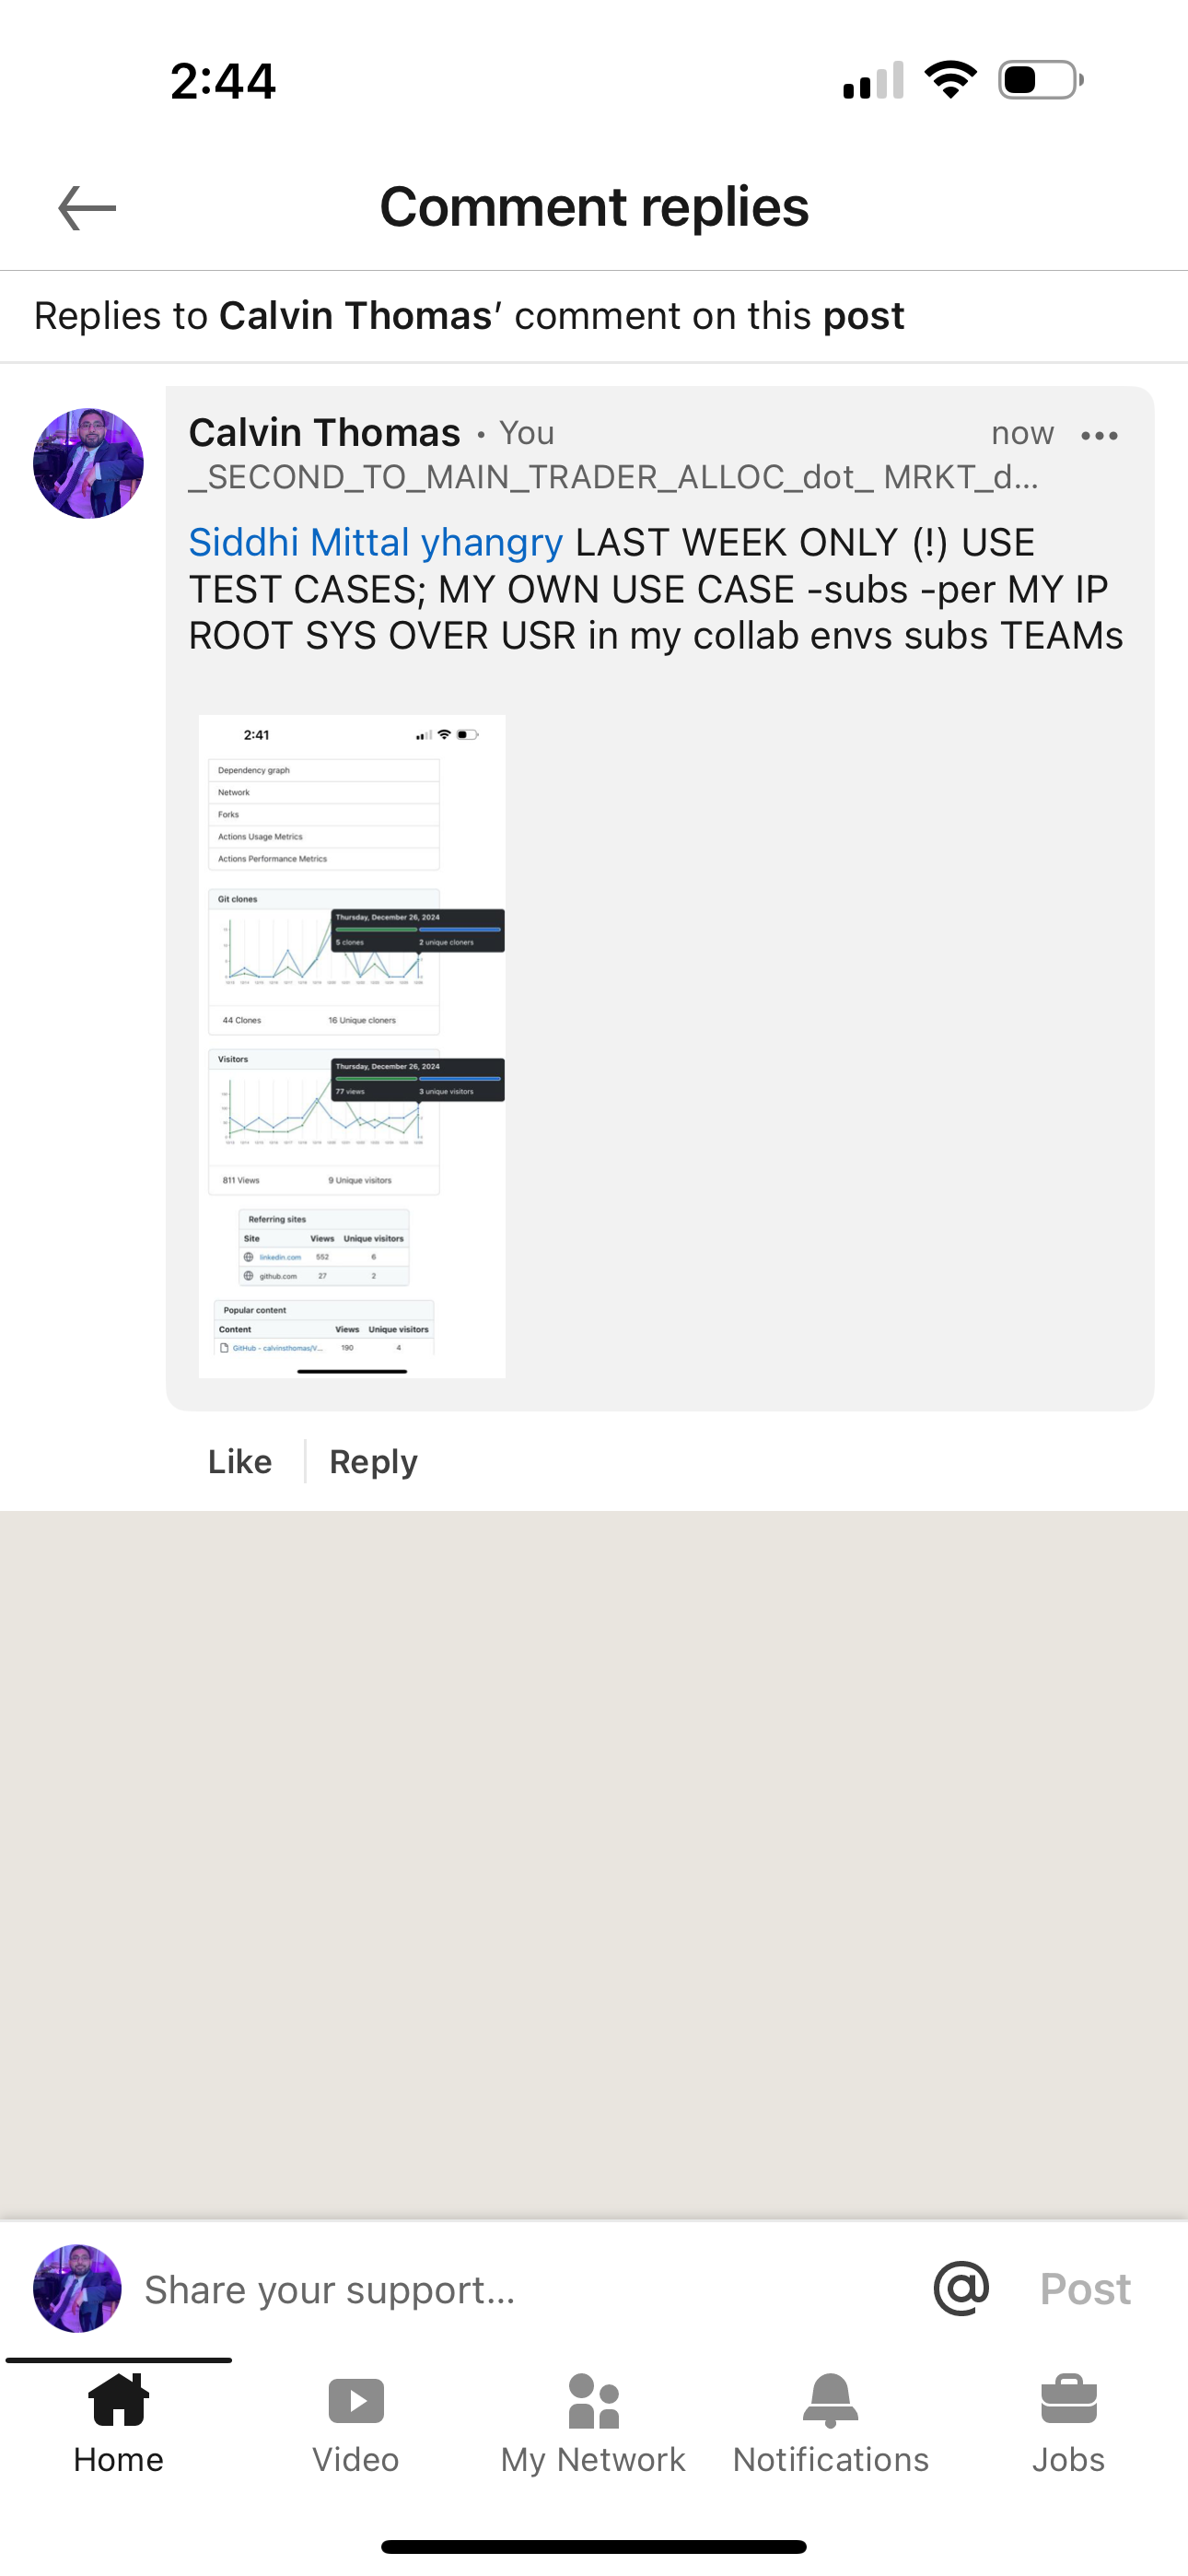 2:44
Comment replies
Replies to Calvin Thomas’ comment on this post
Calvin Thomas • You now
_SECOND_TO_MAIN_TRADER_ALLOC_dot_ MRKT_d...
Siddhi Mittal yhangry LAST WEEK ONLY (!) USE
TEST CASES; MY OWN USE CASE -subs -per MY IP
ROOT SYS OVER USR in my collab envs subs TEAMs
2:41
Dependency graph
Network
Forks
Actions Usage Metrics
Actions Performance Metrics
Git clones
Thursday, December 26, 2024
5 clones 2 unique cloners
44 Clones 16 Unique cloners
Visitors
Thursday, December 26, 2024
77 views 3 unique visitors
811 Views 9 Unique visitors
Referring sites
Site Views Unique visitors
linkedin.com 552 6
github.com 27 2
Popular content
Content Views Unique visitors
GitHub - calvinsthomas/V... 190 4
Like Reply
Share your support... @ Post
Home Video My Network Notifications Jobs